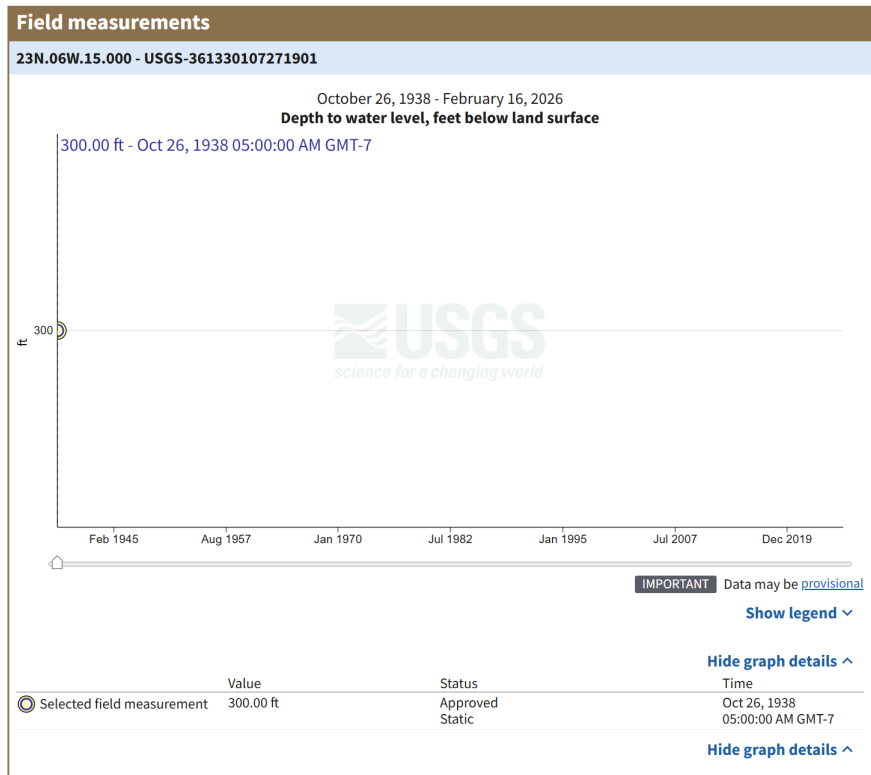 Field measurements
23N.06W.15.000 - USGS-361330107271901
October 26, 1938 - February 16, 2026
Depth to water level, feet below land surface
300.00 ft - Oct 26, 1938 05:00:00 AM GMT-7
300
ft
USGS
science for a changing world
Feb 1945 Aug 1957 Jan 1970 Jul 1982 Jan 1995 Jul 2007 Dec 2019
IMPORTANT Data may be provisional
Show legend
Hide graph details
Value Status Time
Selected field measurement 300.00 ft Approved Oct 26, 1938
Static 05:00:00 AM GMT-7
Hide graph details